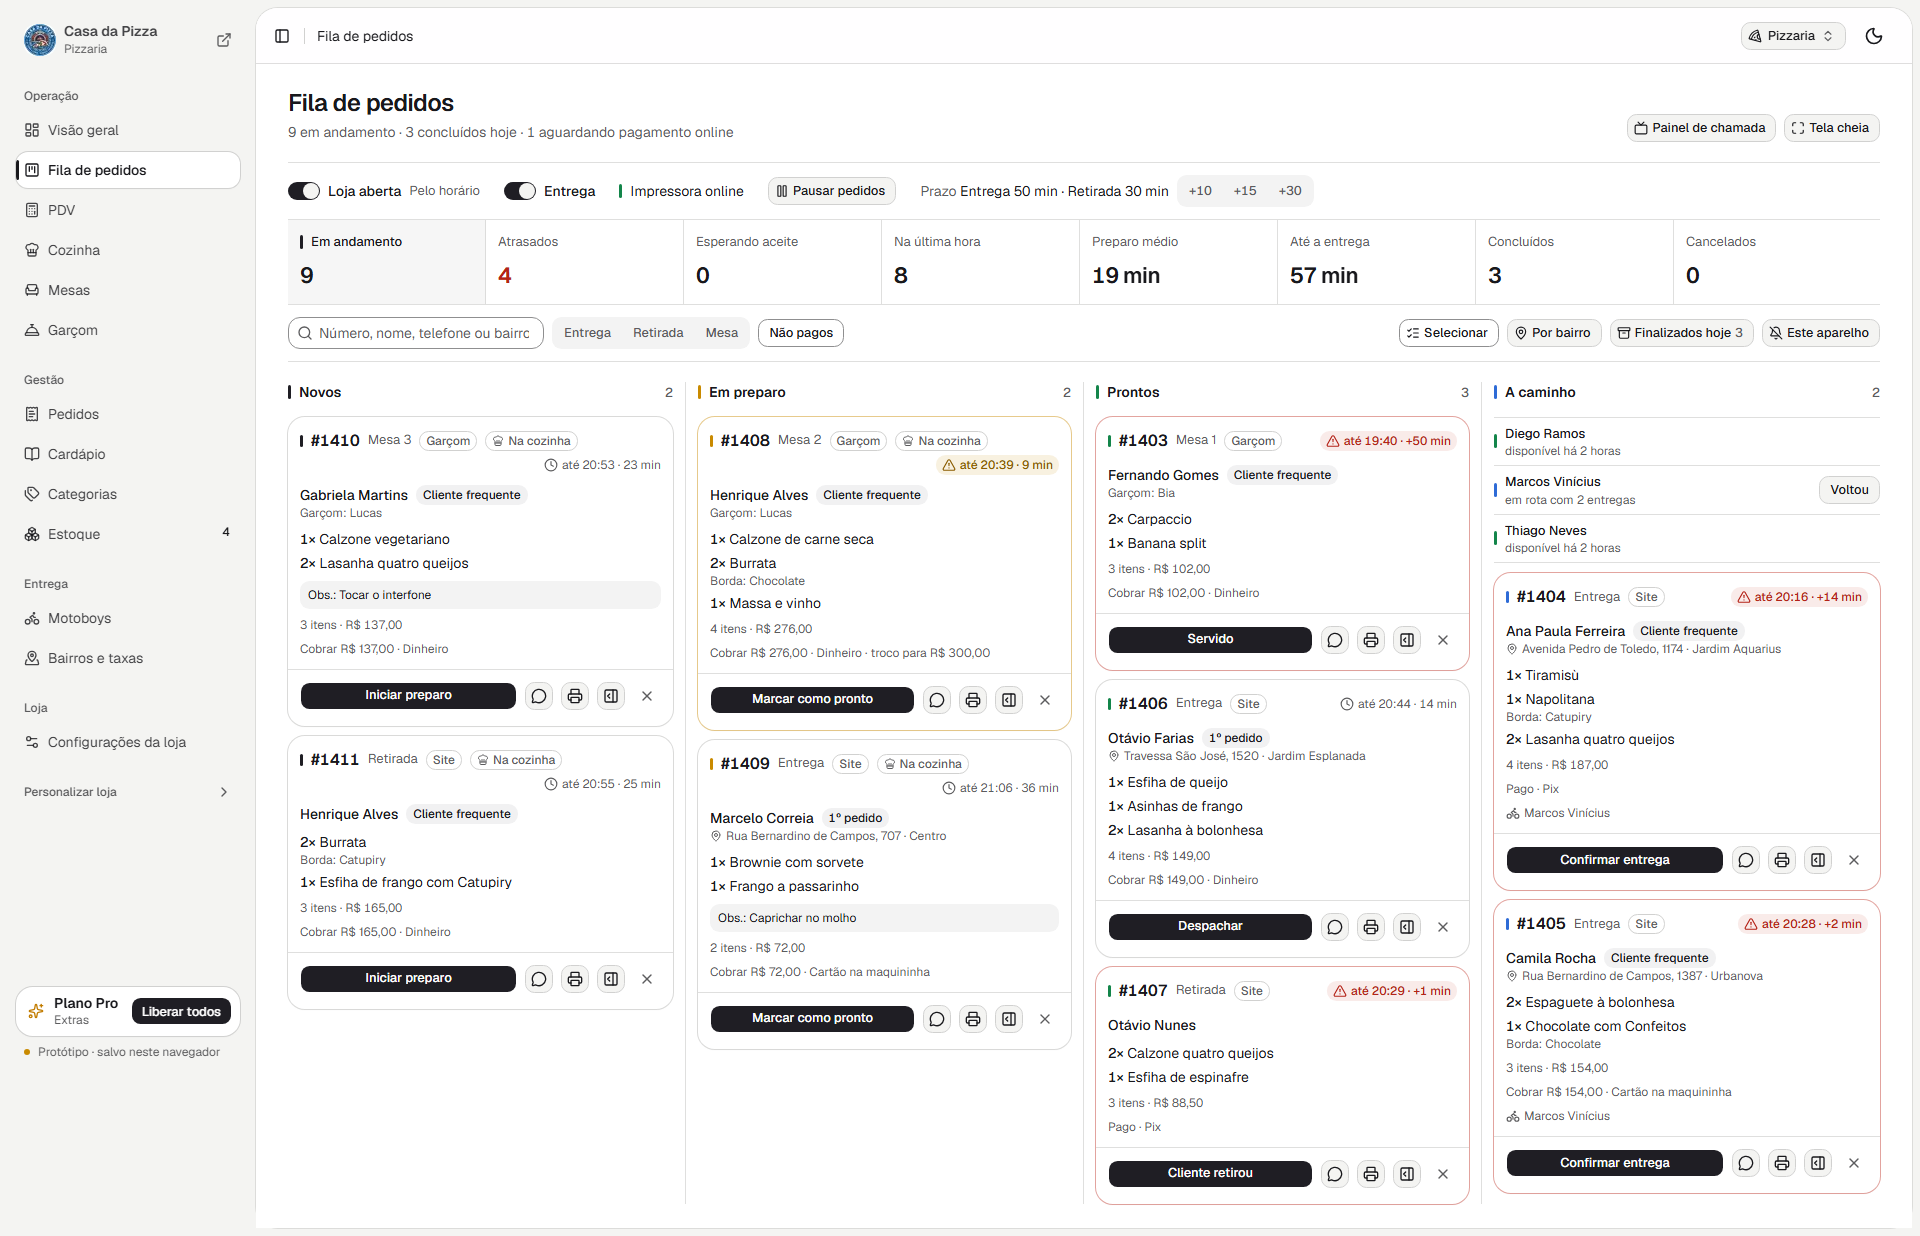 Casa da Pizza
Pizzaria
Operação
Visão geral
Fila de pedidos
PDV
Cozinha
Mesas
Garçom
Gestão
Pedidos
Cardápio
Categorias
Estoque 4
Entrega
Motoboys
Bairros e taxas
Loja
Configurações da loja
Personalizar loja
Plano Pro
Extras
Liberar todos
Protótipo · salvo neste navegador
Fila de pedidos
Pizzaria
Fila de pedidos
9 em andamento · 3 concluídos hoje · 1 aguardando pagamento online
Painel de chamada
Tela cheia
Loja aberta Pelo horário Entrega Impressora online Pausar pedidos Prazo Entrega 50 min · Retirada 30 min +10 +15 +30
Em andamento
9
Atrasados
4
Esperando aceite
0
Na última hora
8
Preparo médio
19 min
Até a entrega
57 min
Concluídos
3
Cancelados
0
Número, nome, telefone ou bairro
Entrega Retirada Mesa Não pagos
Selecionar Por bairro Finalizados hoje 3 Este aparelho
Novos 2
#1410 Mesa 3 Garçom Na cozinha
até 20:53 · 23 min
Gabriela Martins Cliente frequente
Garçom: Lucas
1× Calzone vegetariano
2× Lasanha quatro queijos
Obs.: Tocar o interfone
3 itens · R$ 137,00
Cobrar R$ 137,00 · Dinheiro
Iniciar preparo
#1411 Retirada Site Na cozinha
até 20:55 · 25 min
Henrique Alves Cliente frequente
2× Burrata
Borda: Catupiry
1× Esfiha de frango com Catupiry
3 itens · R$ 165,00
Cobrar R$ 165,00 · Dinheiro
Iniciar preparo
Em preparo 2
#1408 Mesa 2 Garçom Na cozinha
até 20:39 · 9 min
Henrique Alves Cliente frequente
Garçom: Lucas
1× Calzone de carne seca
2× Burrata
Borda: Chocolate
1× Massa e vinho
4 itens · R$ 276,00
Cobrar R$ 276,00 · Dinheiro · troco para R$ 300,00
Marcar como pronto
#1409 Entrega Site Na cozinha
até 21:06 · 36 min
Marcelo Correia 1º pedido
Rua Bernardino de Campos, 707 · Centro
1× Brownie com sorvete
1× Frango a passarinho
Obs.: Caprichar no molho
2 itens · R$ 72,00
Cobrar R$ 72,00 · Cartão na maquininha
Marcar como pronto
Prontos 3
#1403 Mesa 1 Garçom até 19:40 · +50 min
Fernando Gomes Cliente frequente
Garçom: Bia
2× Carpaccio
1× Banana split
3 itens · R$ 102,00
Cobrar R$ 102,00 · Dinheiro
Servido
#1406 Entrega Site até 20:44 · 14 min
Otávio Farias 1º pedido
Travessa São José, 1520 · Jardim Esplanada
1× Esfiha de queijo
1× Asinhas de frango
2× Lasanha à bolonhesa
4 itens · R$ 149,00
Cobrar R$ 149,00 · Dinheiro
Despachar
#1407 Retirada Site até 20:29 · +1 min
Otávio Nunes
2× Calzone quatro queijos
1× Esfiha de espinafre
3 itens · R$ 88,50
Pago · Pix
Cliente retirou
A caminho 2
Diego Ramos
disponível há 2 horas
Marcos Vinícius
em rota com 2 entregas
Voltou
Thiago Neves
disponível há 2 horas
#1404 Entrega Site até 20:16 · +14 min
Ana Paula Ferreira Cliente frequente
Avenida Pedro de Toledo, 1174 · Jardim Aquarius
1× Tiramisù
1× Napolitana
Borda: Catupiry
2× Lasanha quatro queijos
4 itens · R$ 187,00
Pago · Pix
Marcos Vinícius
Confirmar entrega
#1405 Entrega Site até 20:28 · +2 min
Camila Rocha Cliente frequente
Rua Bernardino de Campos, 1387 · Urbanova
2× Espaguete à bolonhesa
1× Chocolate com Confeitos
Borda: Chocolate
3 itens · R$ 154,00
Cobrar R$ 154,00 · Cartão na maquininha
Marcos Vinícius
Confirmar entrega